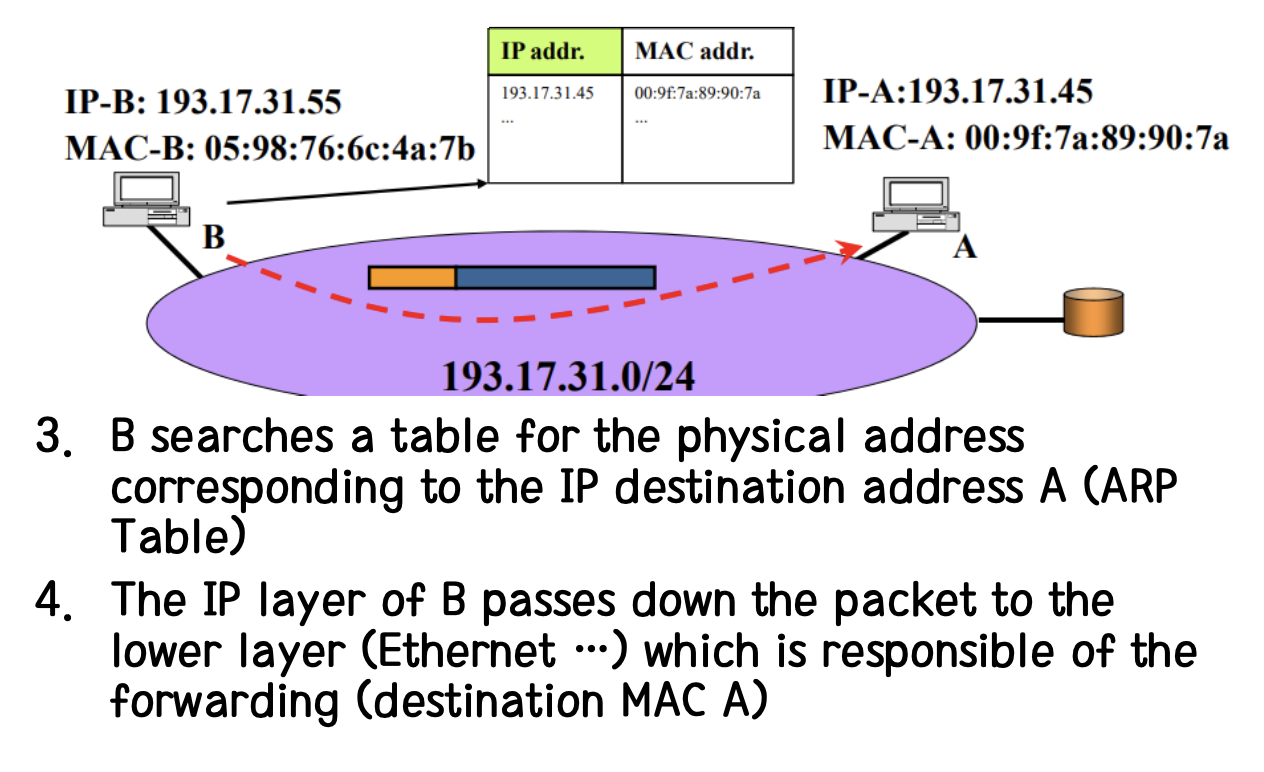 IP addr. MAC addr.
193.17.31.45 00:9f:7a:89:90:7a
... ...
IP-B: 193.17.31.55
MAC-B: 05:98:76:6c:4a:7b
IP-A:193.17.31.45
MAC-A: 00:9f:7a:89:90:7a
B
A
193.17.31.0/24
3. B searches a table for the physical address
corresponding to the IP destination address A (ARP
Table)
4. The IP layer of B passes down the packet to the
lower layer (Ethernet ...) which is responsible of the
forwarding (destination MAC A)